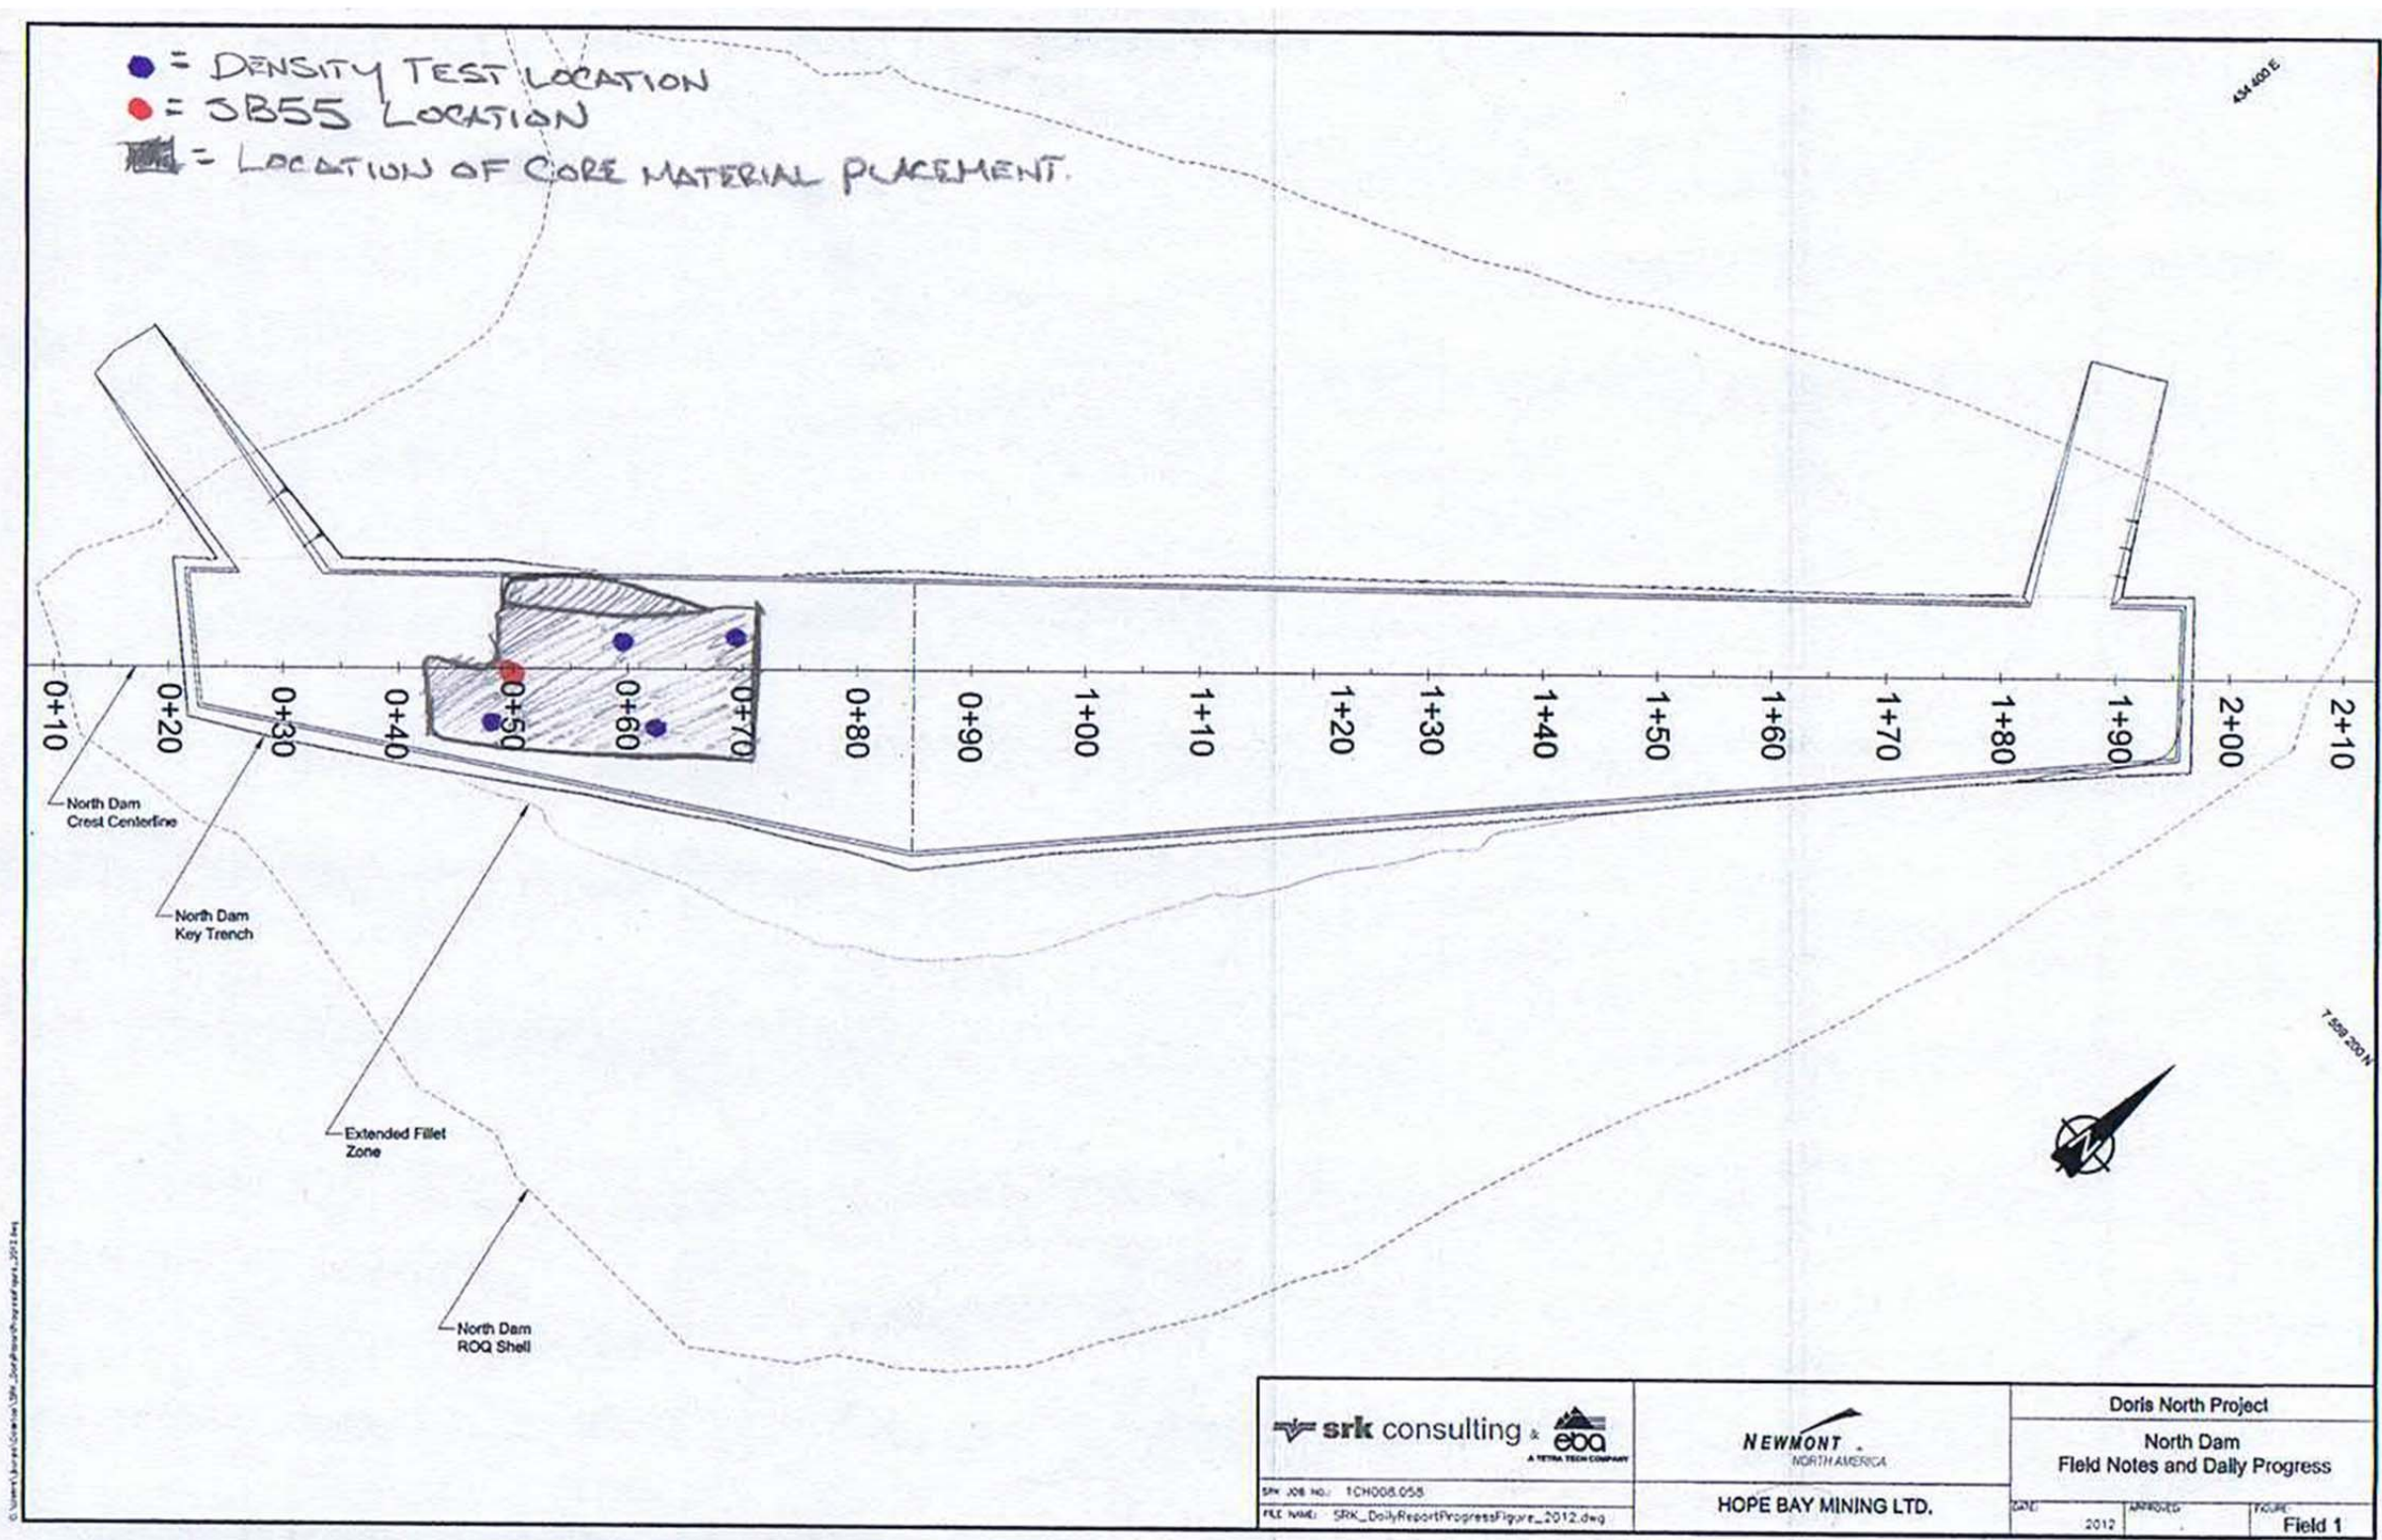 = DENSITY TEST LOCATION
= SB55 LOCATION
= LOCATION OF CORE MATERIAL PLACEMENT.
434 400 E
0+10
0+20
0+30
0+40
0+50
0+60
0+70
0+80
0+90
1+00
1+10
1+20
1+30
1+40
1+50
1+60
1+70
1+80
1+90
2+00
2+10
North Dam
Crest Centerline
North Dam
Key Trench
Extended Fillet
Zone
North Dam
ROQ Shell
7 559 200 N
N
srk consulting &
eba
A TETRA TECH COMPANY
SRK JOB NO.: 1CH008.058
FILE NAME: SRK_DailyReportProgressFigure_2012.dwg
NEWMONT
NORTH AMERICA
HOPE BAY MINING LTD.
Doris North Project
North Dam
Field Notes and Daily Progress
DATE: 2012
APPROVED:
FIGURE: Field 1